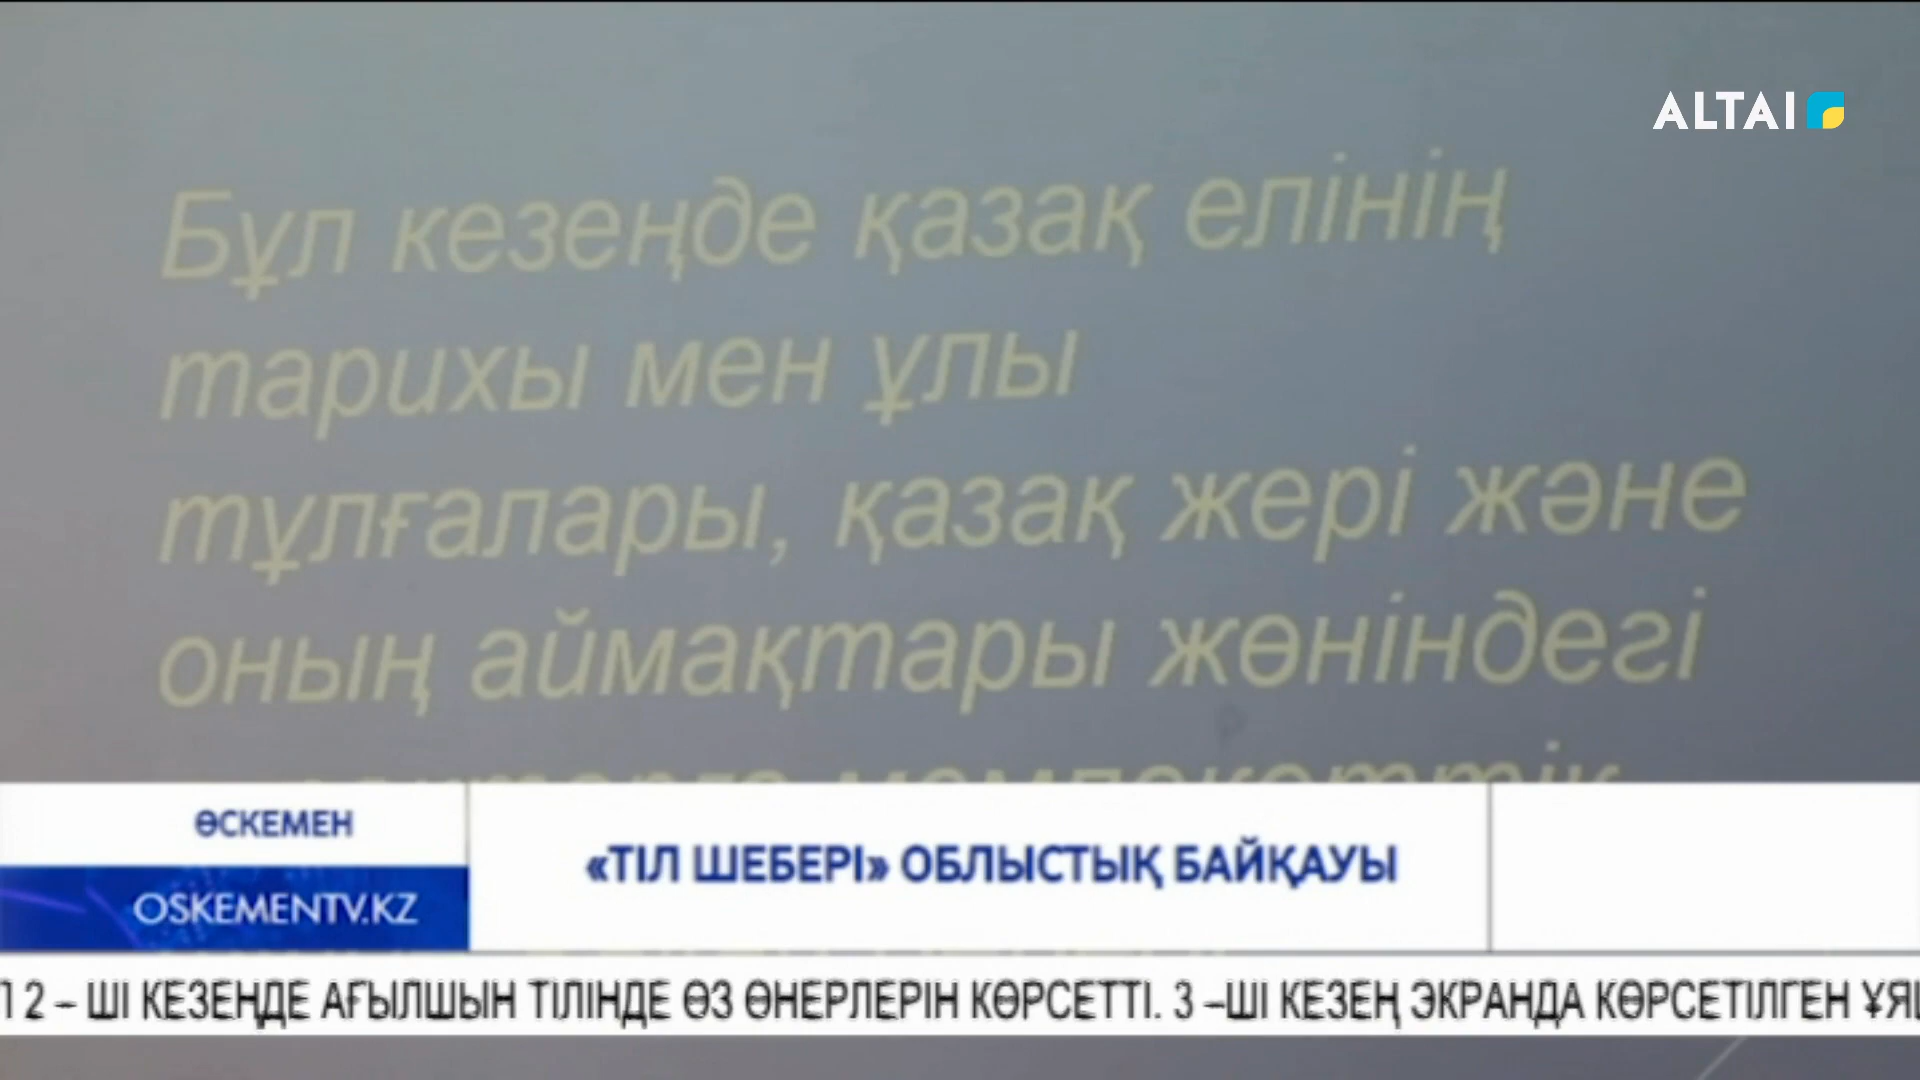 ALTAI
Бұл кезеңде қазақ елінің
тарихы мен ұлы
тұлғалары, қазақ жері және
оның аймақтары жөніндегі
ӨСКЕМЕН
«ТІЛ ШЕБЕРІ» ОБЛЫСТЫҚ БАЙҚАУЫ
OSKEMENTV.KZ
2 – ШІ КЕЗЕҢДЕ АҒЫЛШЫН ТІЛІНДЕ ӨЗ ӨНЕРЛЕРІН КӨРСЕТТІ. 3 –ШІ КЕЗЕҢ ЭКРАНДА КӨРСЕТІЛГЕН